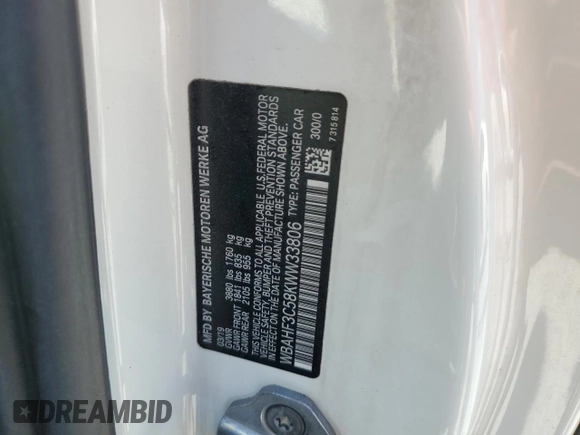 MFD BY BAYERISCHE MOTOREN WERKE AG
03/19
GVWR 3880 lbs 1760 kg
GAWR FRONT 1841 lbs 835 kg
GAWR REAR 2105 lbs 955 kg
THIS VEHICLE CONFORMS TO ALL APPLICABLE U.S.FEDERAL MOTOR
VEHICLE SAFETY, BUMPER AND THEFT PREVENTION STANDARDS
IN EFFECT ON THE DATE OF MANUFACTURE SHOWN ABOVE.
WBAHF3C58KWW33806 TYPE: PASSENGER CAR
300/0
7 315 814
DREAMBID